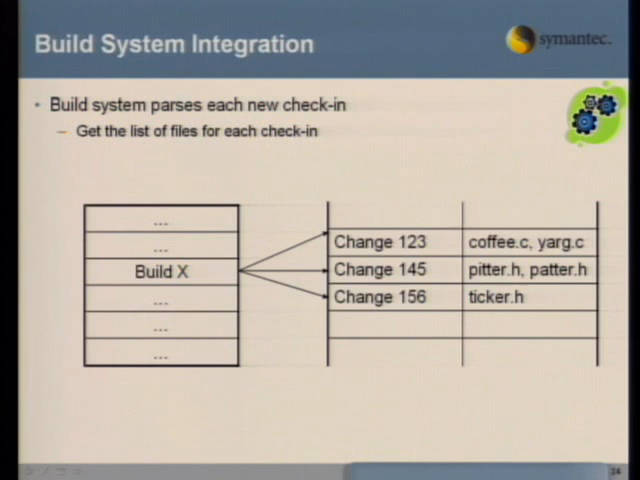 Build System Integration
symantec.
• Build system parses each new check-in
– Get the list of files for each check-in
...
...
Build X
...
...
...
Change 123 coffee.c, yarg.c
Change 145 pitter.h, patter.h
Change 156 ticker.h